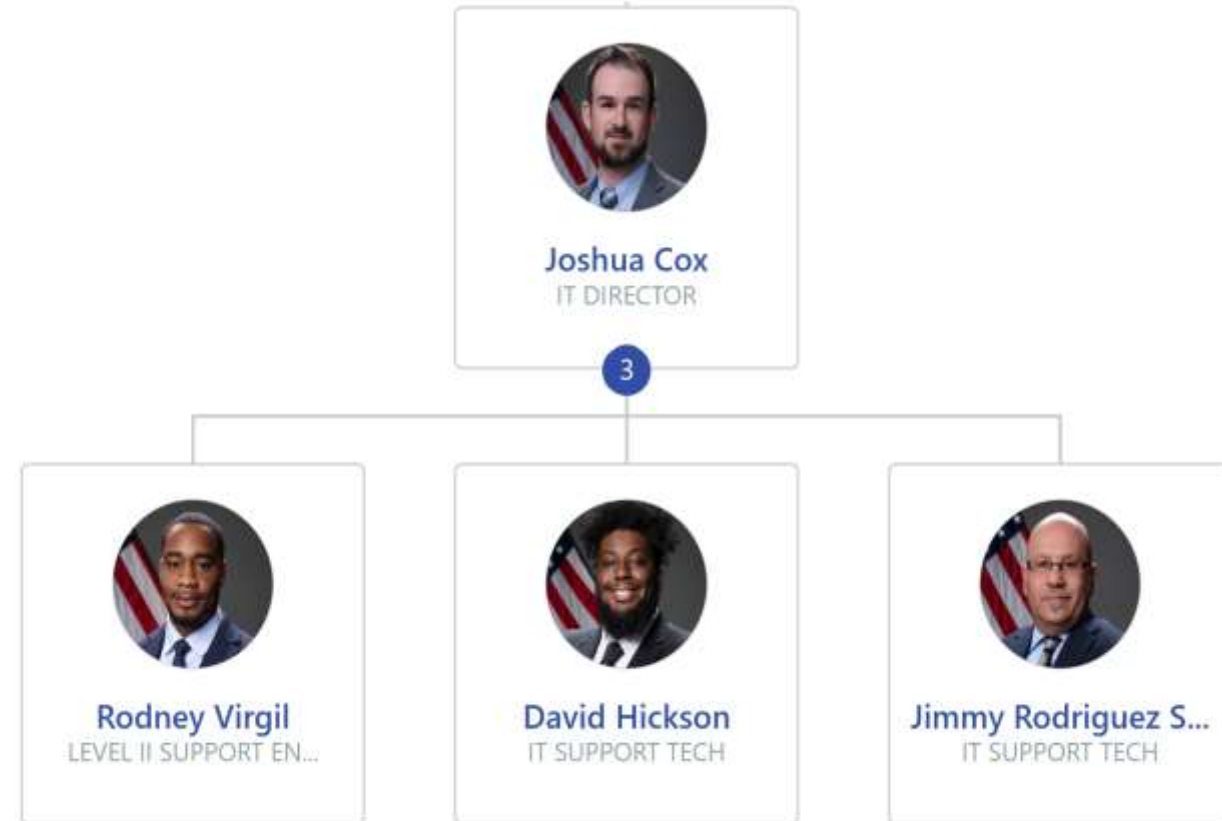 Joshua Cox
IT DIRECTOR
3
Rodney Virgil
LEVEL II SUPPORT EN...
David Hickson
IT SUPPORT TECH
Jimmy Rodriguez S...
IT SUPPORT TECH